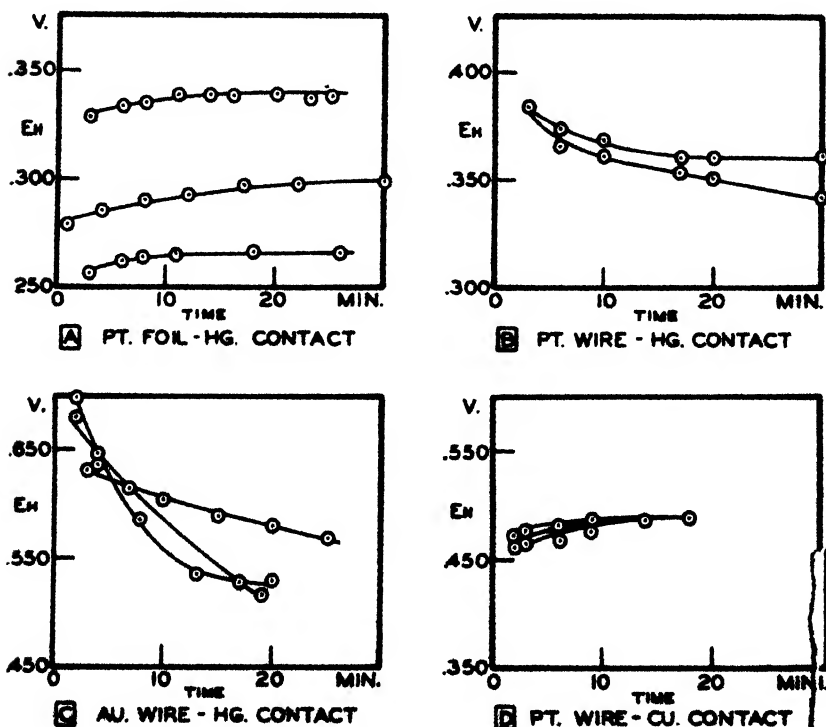 V.
.350
EH
.300
.250
0 10 20 MIN.
TIME
A PT. FOIL-HG. CONTACT
V.
.400
EH
.350
.300
0 10 20 MIN.
TIME
B PT. WIRE - HG. CONTACT
V.
.650
EH
.550
.450
0 10 20 MIN.
TIME
C AU. WIRE - HG. CONTACT
V.
.550
EH
.450
.350
0 10 20 MIN.
TIME
D PT. WIRE-CU. CONTACT